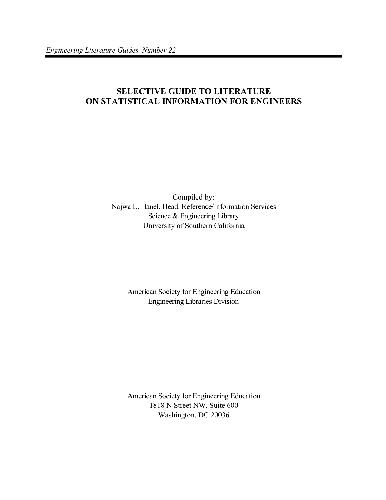 Engineering Literature Guides, Number 22
SELECTIVE GUIDE TO LITERATURE
ON STATISTICAL INFORMATION FOR ENGINEERS
Compiled by:
Najwa Hanel, Head, Reference/Information Services
Science & Engineering Library
University of Southern California
American Society for Engineering Education
Engineering Libraries Division
American Society for Engineering Education
1818 N Street NW, Suite 600
Washington, DC 20036